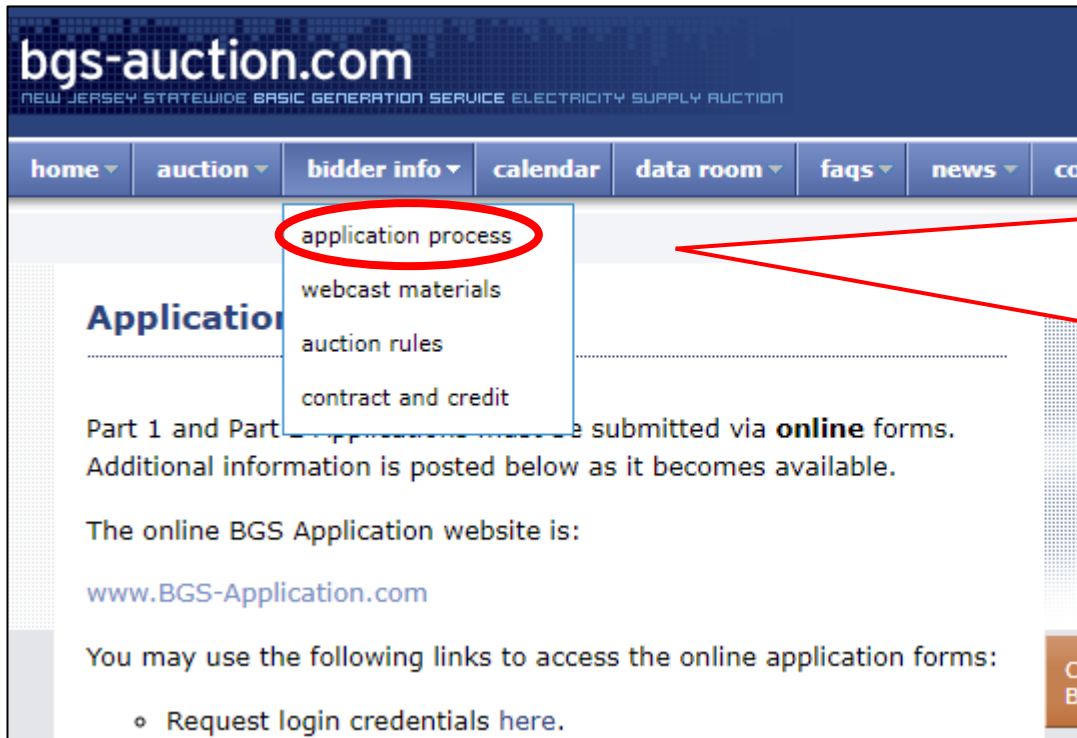 bgs-auction.com
NEW JERSEY STATEWIDE BASIC GENERATION SERVICE ELECTRICITY SUPPLY AUCTION
home auction bidder info calendar data room faqs news
application process
webcast materials
Application
auction rules
contract and credit
Part 1 and Part submitted via online forms.
Additional information is posted below as it becomes available.
The online BGS Application website is:
www.BGS-Application.com
You may use the following links to access the online application forms:
Request login credentials here.